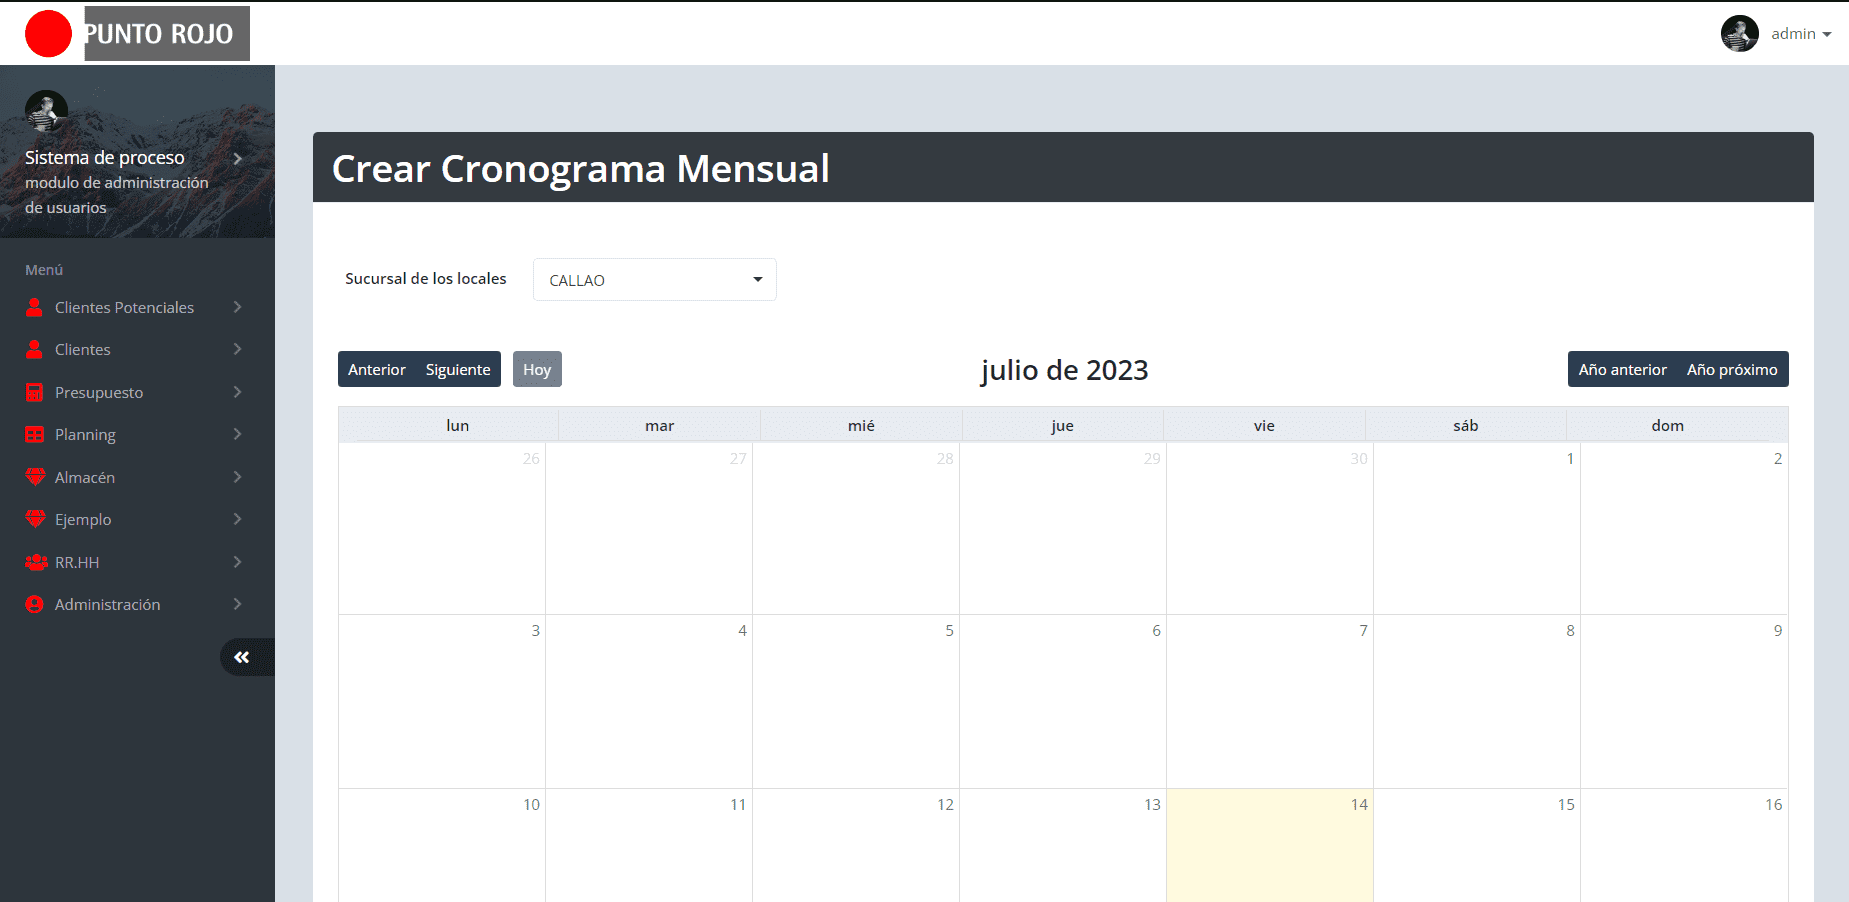 PUNTO ROJO
admin
Sistema de proceso
modulo de administración
de usuarios
Menú
Clientes Potenciales
Clientes
Presupuesto
Planning
Almacén
Ejemplo
RR.HH
Administración
Crear Cronograma Mensual
Sucursal de los locales CALLAO
Anterior Siguiente Hoy julio de 2023 Año anterior Año próximo
lun mar mié jue vie sáb dom
26 27 28 29 30 1 2
3 4 5 6 7 8 9
10 11 12 13 14 15 16